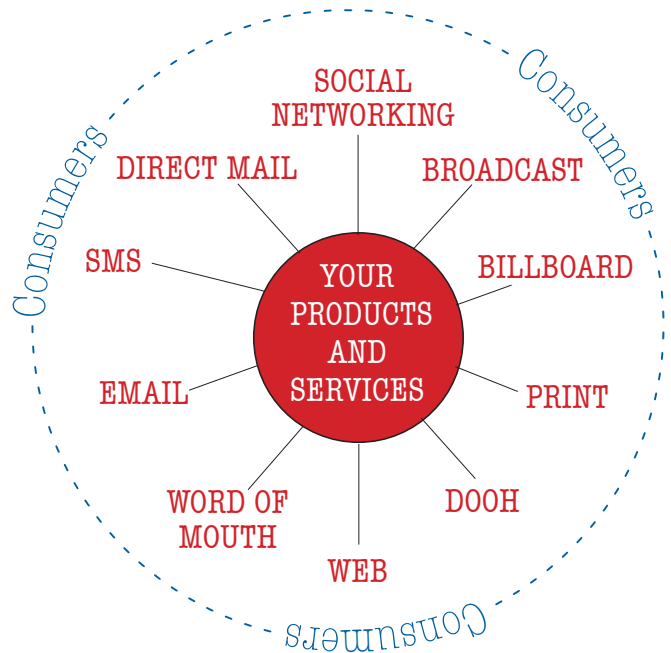 Consumers
Consumers
SOCIAL
NETWORKING
DIRECT MAIL
BROADCAST
SMS
BILLBOARD
YOUR
PRODUCTS
AND
SERVICES
EMAIL
PRINT
WORD OF
MOUTH
DOOH
WEB
Consumers